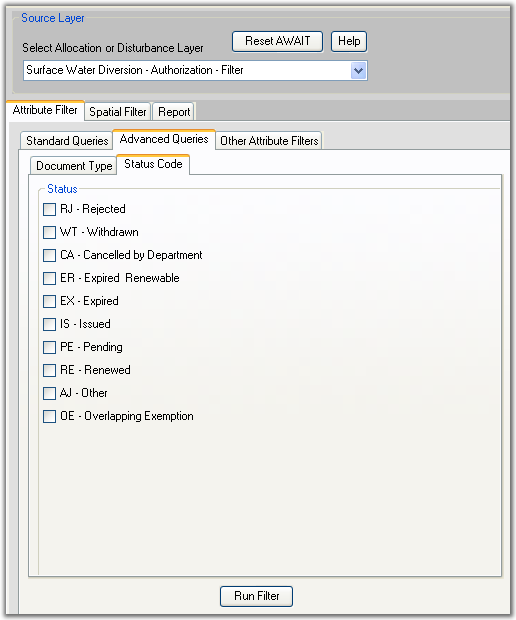 Source Layer
Select Allocation or Disturbance Layer
Reset AWAIT
Help
Surface Water Diversion - Authorization - Filter
Attribute Filter
Spatial Filter
Report
Standard Queries
Advanced Queries
Other Attribute Filters
Document Type
Status Code
Status
RJ - Rejected
WT - Withdrawn
CA - Cancelled by Department
ER - Expired Renewable
EX - Expired
IS - Issued
PE - Pending
RE - Renewed
AJ - Other
OE - Overlapping Exemption
Run Filter